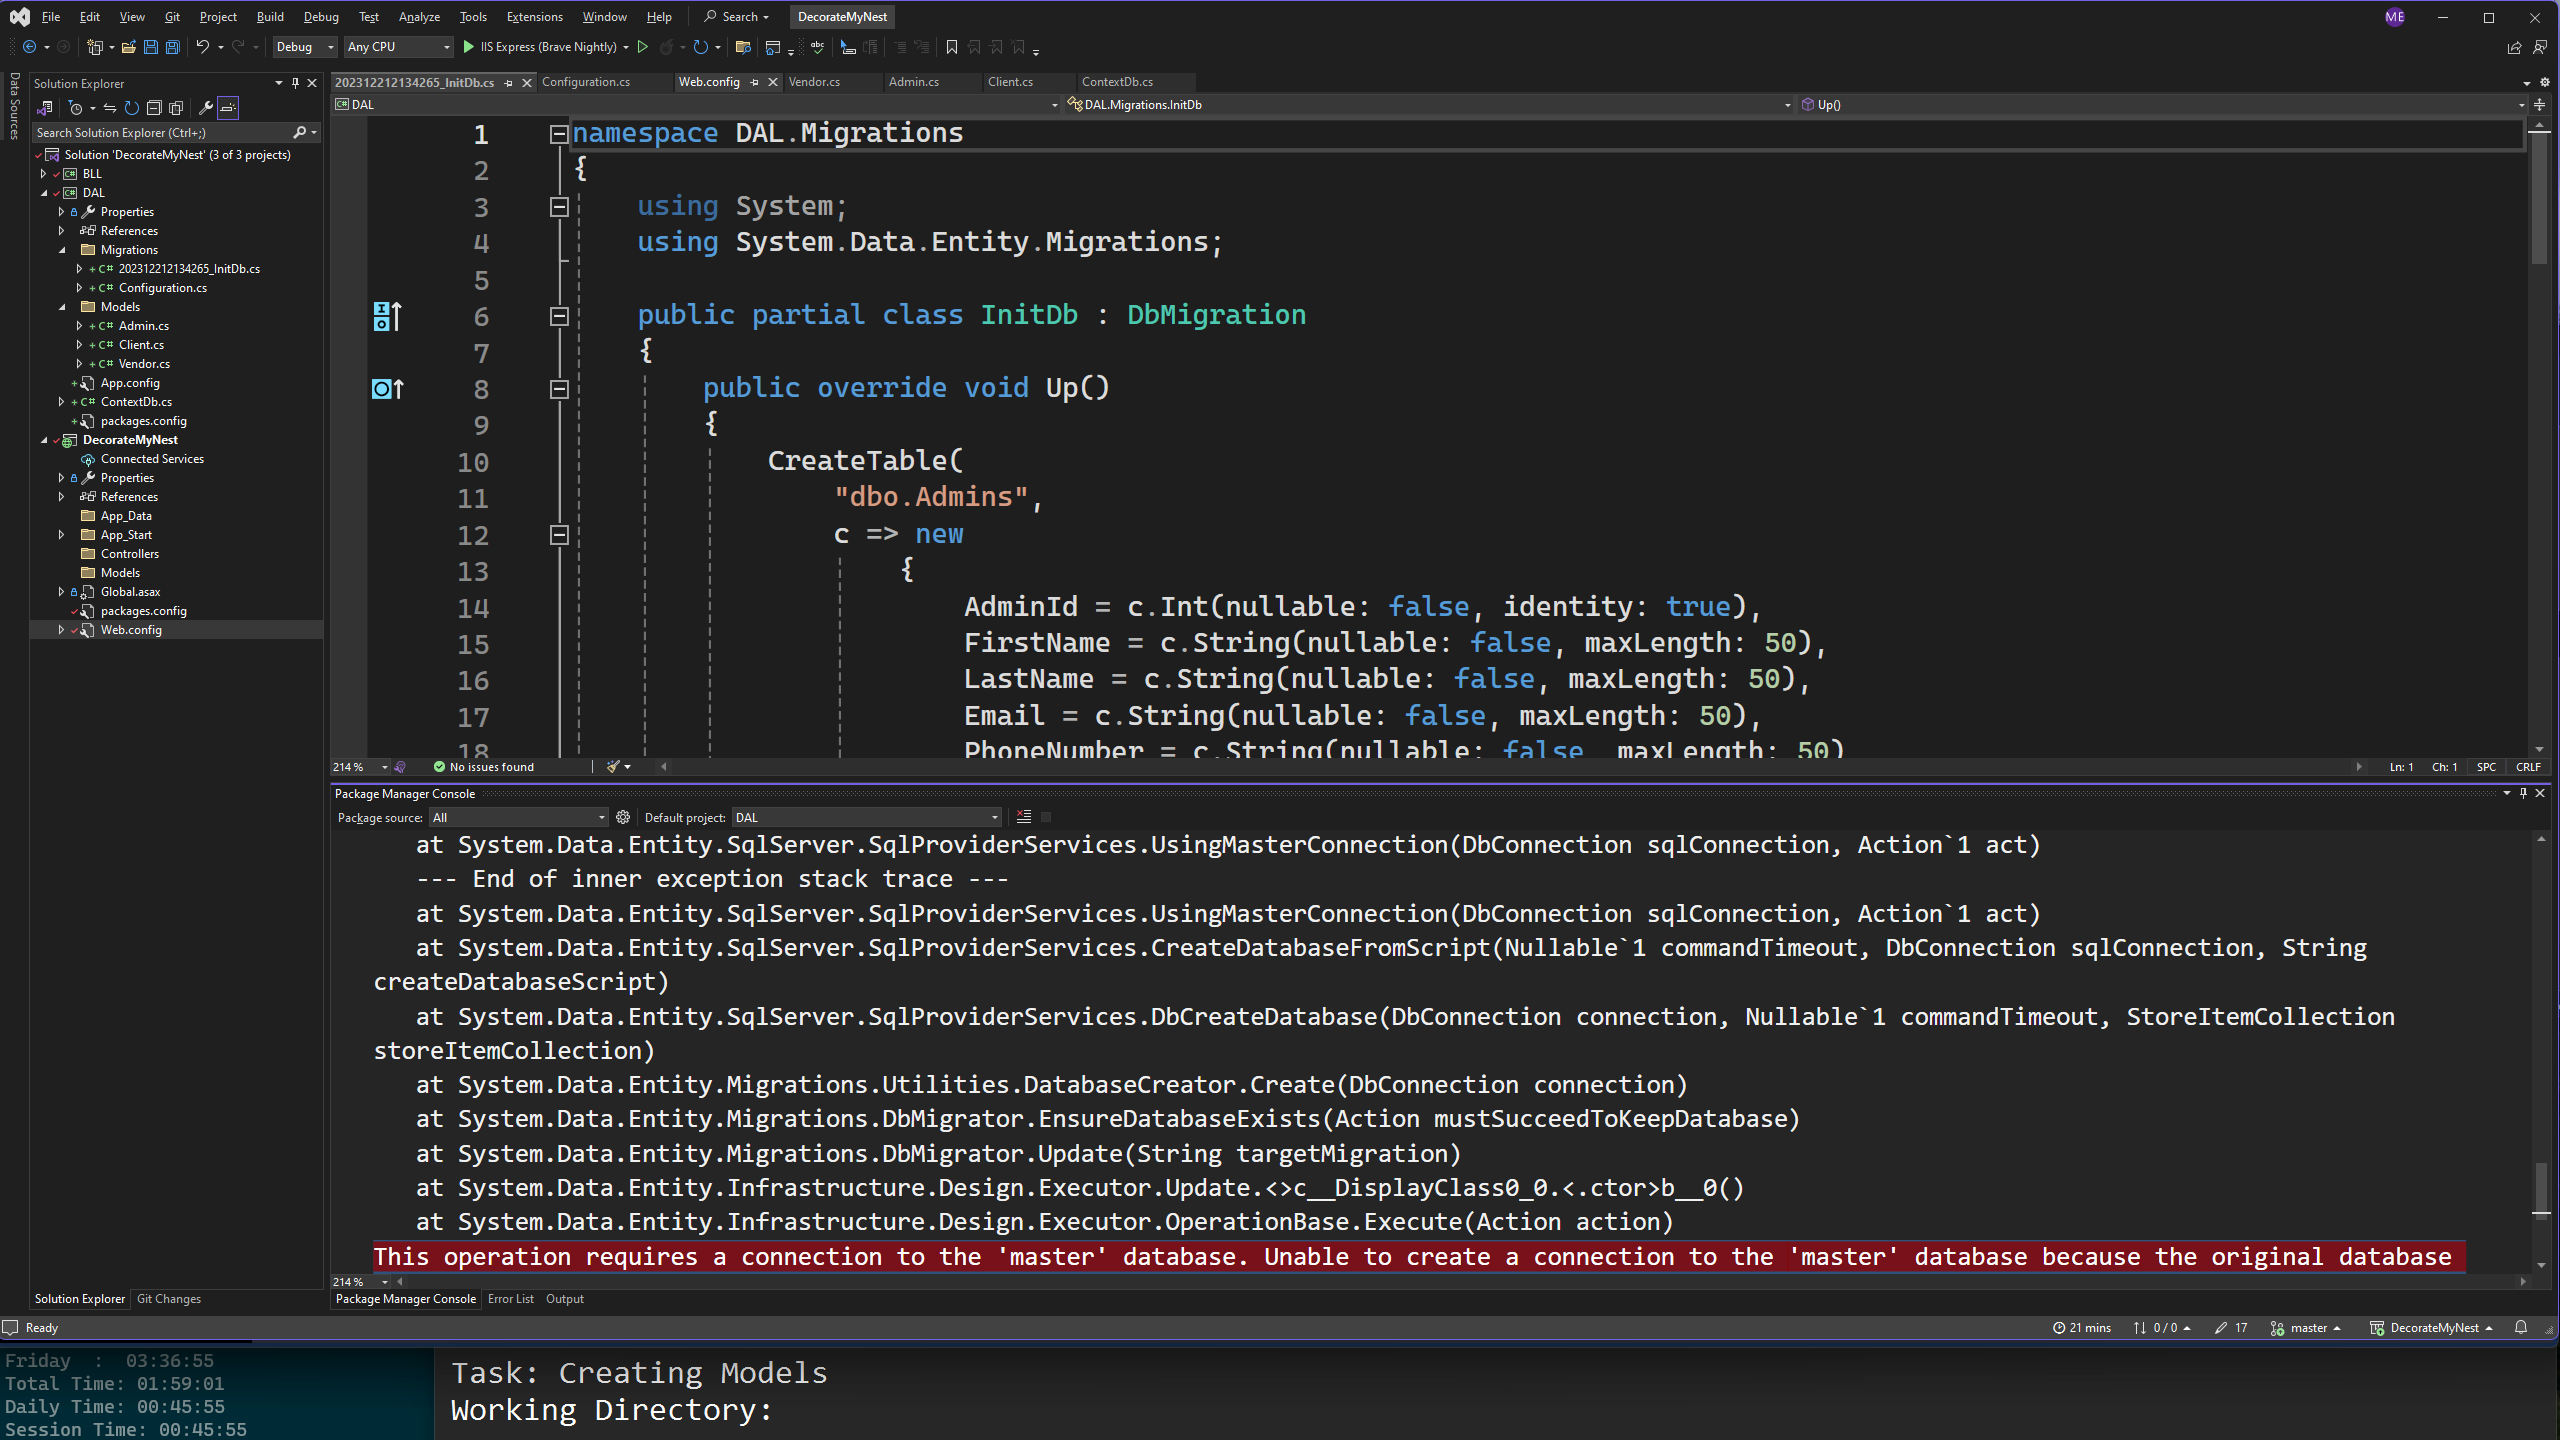 File Edit View Git Project Build Debug Test Analyze Tools Extensions Window Help Search DecorateMyNest ME
Debug Any CPU IIS Express (Brave Nightly)
Data Sources
Solution Explorer
Search Solution Explorer (Ctrl+;)
Solution 'DecorateMyNest' (3 of 3 projects)
BLL
DAL
Properties
References
Migrations
C# 202312212134265_InitDb.cs
C# Configuration.cs
Models
C# Admin.cs
C# Client.cs
C# Vendor.cs
App.config
C# ContextDb.cs
packages.config
DecorateMyNest
Connected Services
Properties
References
App_Data
App_Start
Controllers
Models
Global.asax
packages.config
Web.config
Solution Explorer Git Changes
202312212134265_InitDb.cs Configuration.cs Web.config Vendor.cs Admin.cs Client.cs ContextDb.cs
DAL DAL.Migrations.InitDb Up()
1 namespace DAL.Migrations
2 {
3 using System;
4 using System.Data.Entity.Migrations;
5
6 public partial class InitDb : DbMigration
7 {
8 public override void Up()
9 {
10 CreateTable(
11 "dbo.Admins",
12 c => new
13 {
14 AdminId = c.Int(nullable: false, identity: true),
15 FirstName = c.String(nullable: false, maxLength: 50),
16 LastName = c.String(nullable: false, maxLength: 50),
17 Email = c.String(nullable: false, maxLength: 50),
18 PhoneNumber = c.String(nullable: false, maxLength: 50)
214 % No issues found Ln: 1 Ch: 1 SPC CRLF
Package Manager Console
Package source: All Default project: DAL
at System.Data.Entity.SqlServer.SqlProviderServices.UsingMasterConnection(DbConnection sqlConnection, Action`1 act)
--- End of inner exception stack trace ---
at System.Data.Entity.SqlServer.SqlProviderServices.UsingMasterConnection(DbConnection sqlConnection, Action`1 act)
at System.Data.Entity.SqlServer.SqlProviderServices.CreateDatabaseFromScript(Nullable`1 commandTimeout, DbConnection sqlConnection, String
createDatabaseScript)
at System.Data.Entity.SqlServer.SqlProviderServices.DbCreateDatabase(DbConnection connection, Nullable`1 commandTimeout, StoreItemCollection
storeItemCollection)
at System.Data.Entity.Migrations.Utilities.DatabaseCreator.Create(DbConnection connection)
at System.Data.Entity.Migrations.DbMigrator.EnsureDatabaseExists(Action mustSucceedToKeepDatabase)
at System.Data.Entity.Migrations.DbMigrator.Update(String targetMigration)
at System.Data.Entity.Infrastructure.Design.Executor.Update.<>c__DisplayClass0_0.<.ctor>b__0()
at System.Data.Entity.Infrastructure.Design.Executor.OperationBase.Execute(Action action)
This operation requires a connection to the 'master' database. Unable to create a connection to the 'master' database because the original database
214 %
Package Manager Console Error List Output
Ready 21 mins 0 / 0 17 master DecorateMyNest
Friday : 03:36:55
Total Time: 01:59:01
Daily Time: 00:45:55
Session Time: 00:45:55
Task: Creating Models
Working Directory: